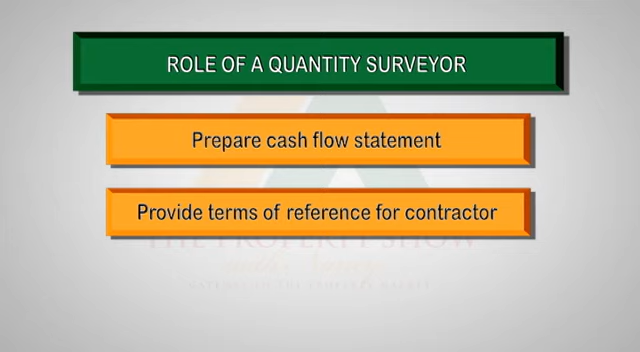 ROLE OF A QUANTITY SURVEYOR
Prepare cash flow statement
Provide terms of reference for contractor
THE PROPERTY SHOW